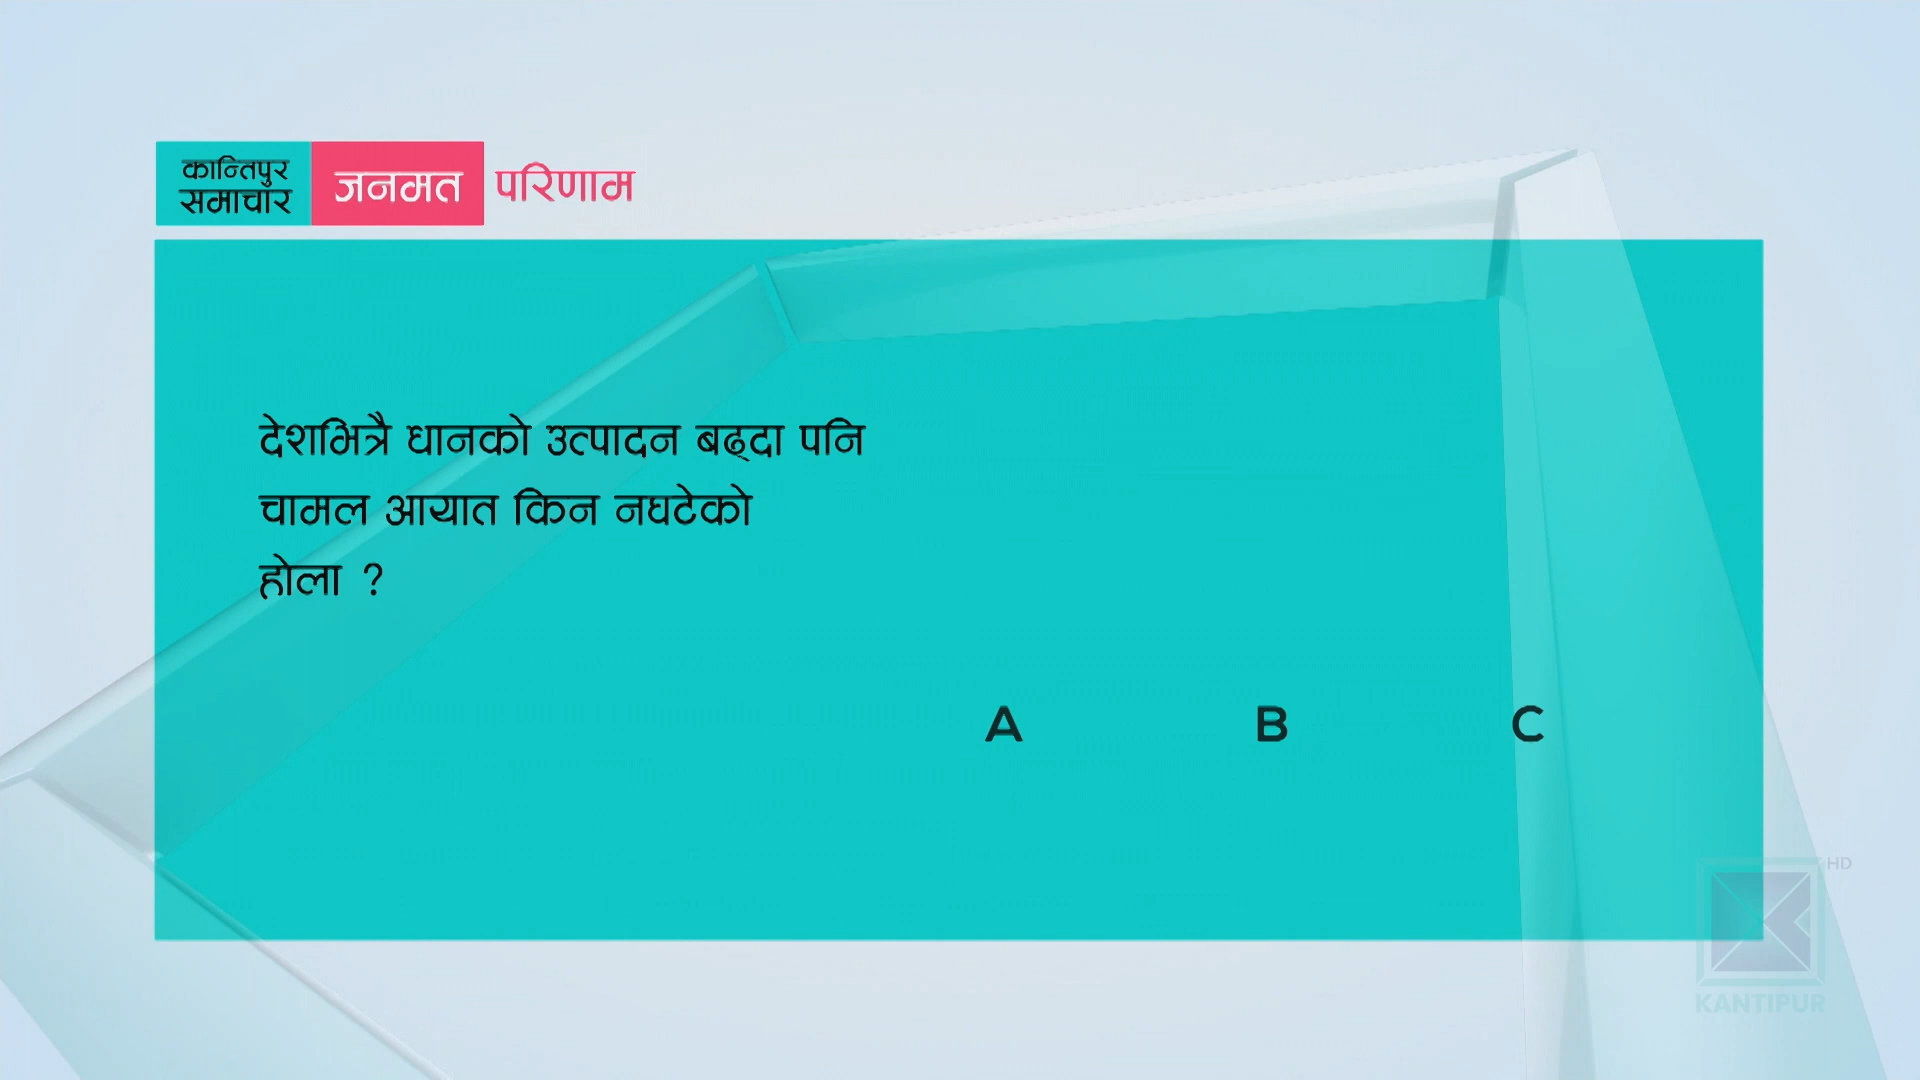 कान्तिपुर
समाचार
जनमत परिणाम
देशभित्रै धानको उत्पादन बढ्दा पनि
चामल आयात किन नघटेको
होला ?
A B C
HD
KANTIPUR